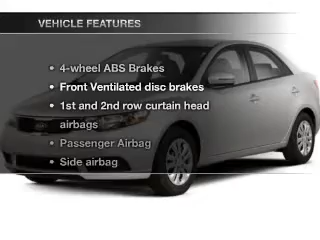 VEHICLE FEATURES
• 4-wheel ABS Brakes
• Front Ventilated disc brakes
• 1st and 2nd row curtain head
airbags
• Passenger Airbag
• Side airbag